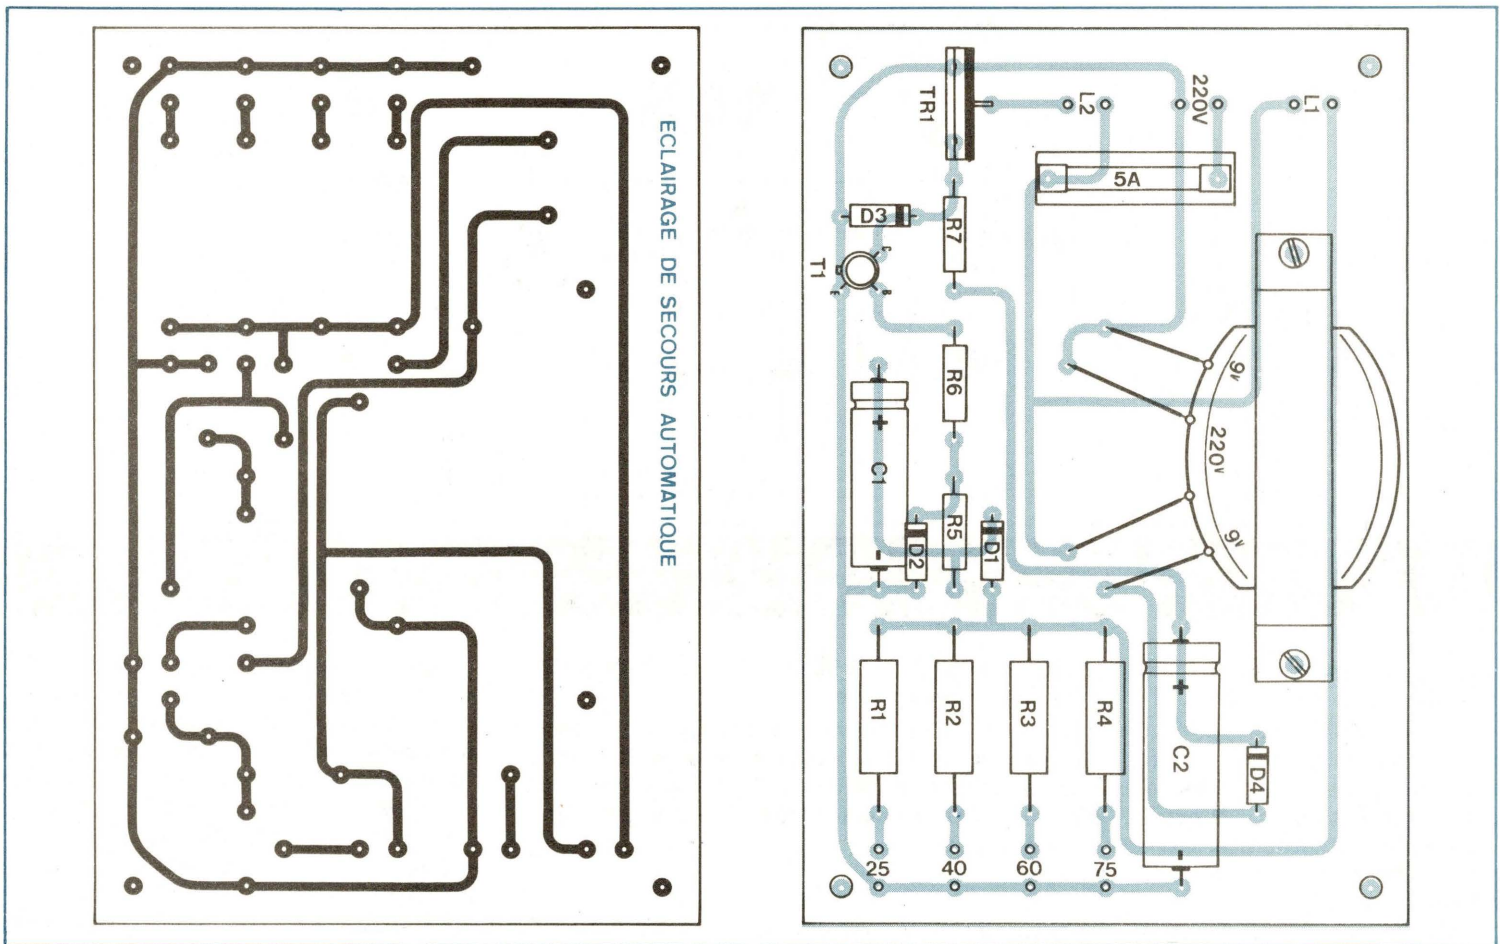 ECLAIRAGE DE SECOURS AUTOMATIQUE
TR1
L2
220V
L1
5A
D3
R7
T1
C
B
E
R6
9V
220V
9V
+
C1
-
D2
R5
D1
R1
R2
R3
R4
+
C2
-
D4
25
40
60
75